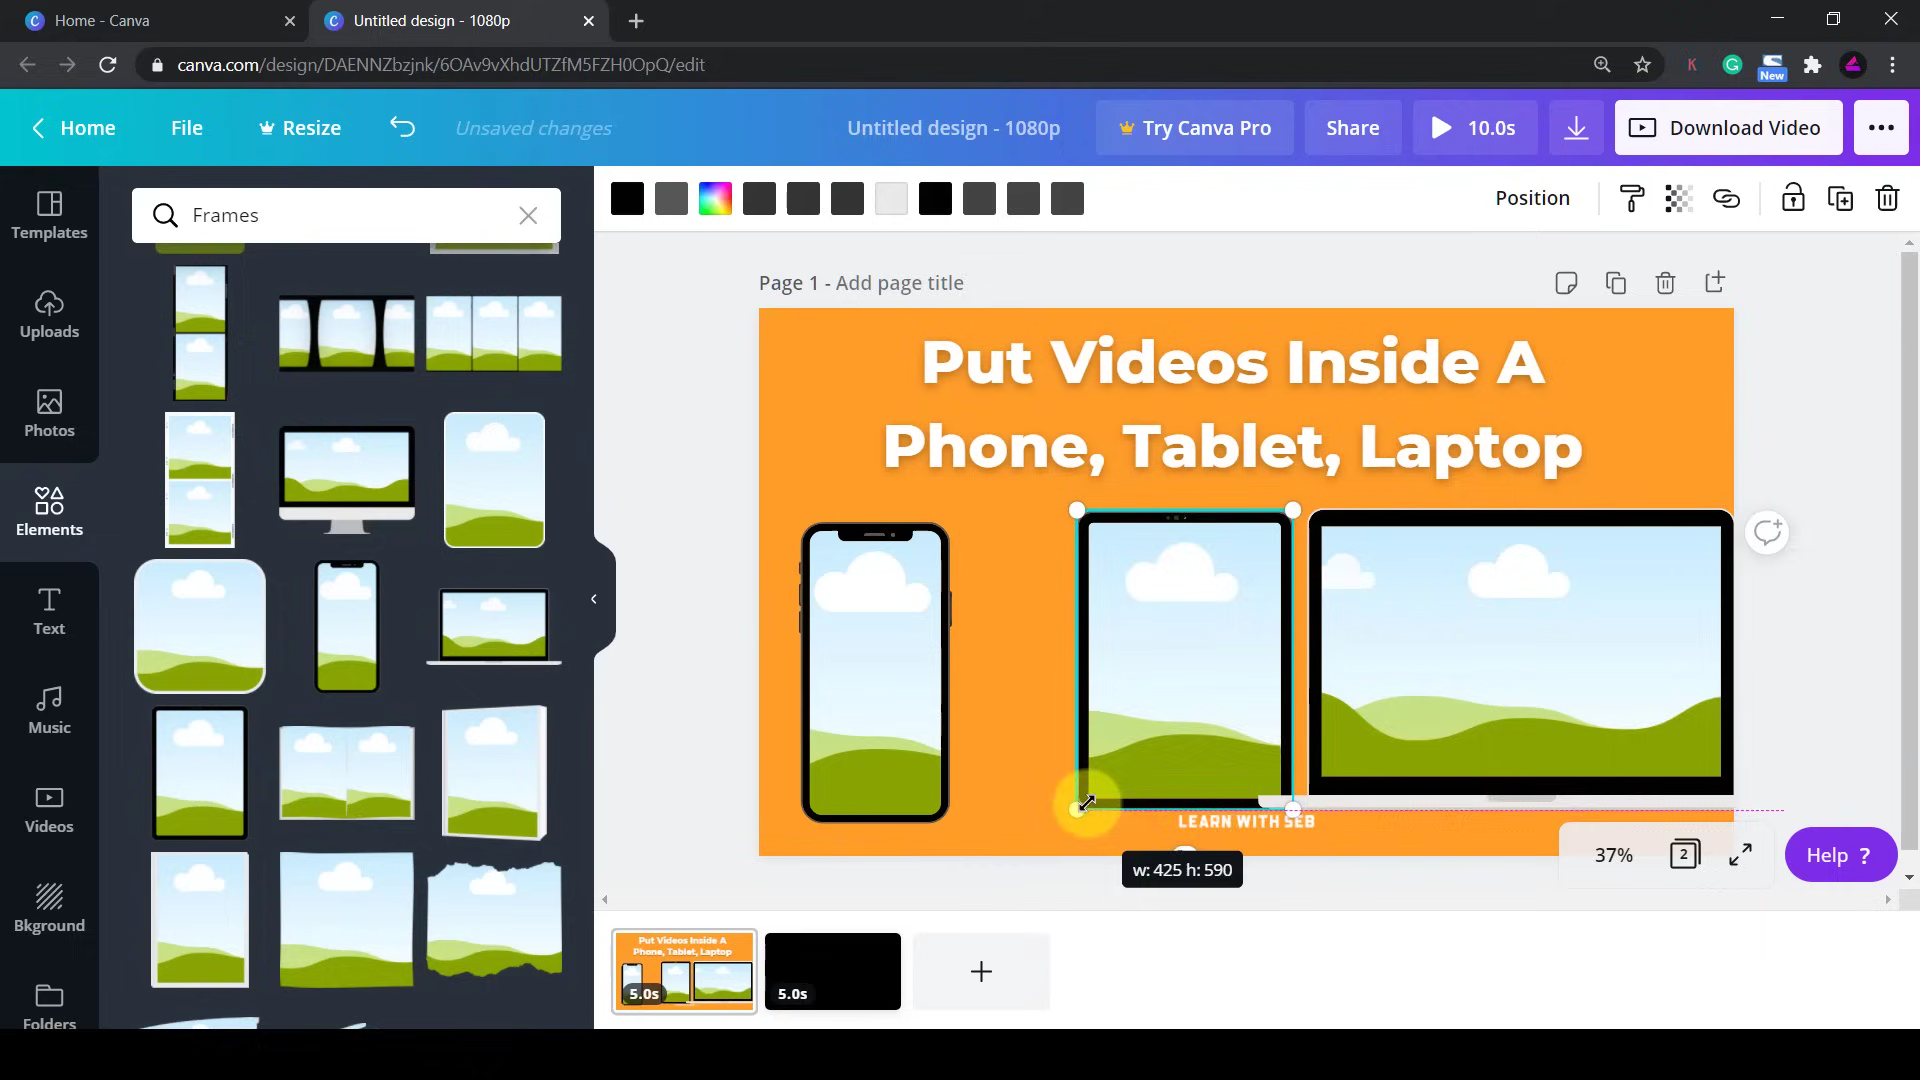 Home - Canva
Untitled design - 1080p
canva.com/design/DAENNZbzjnk/6OAv9vXhdUTZfM5FZH0OpQ/edit
New
Home
File
Resize
Unsaved changes
Untitled design - 1080p
Try Canva Pro
Share
10.0s
Download Video
Templates
Uploads
Photos
Elements
Text
Music
Videos
Bkground
Folders
Frames
Position
Page 1 - Add page title
Put Videos Inside A
Phone, Tablet, Laptop
LEARN WITH SEB
w: 425 h: 590
37%
2
Help ?
Put Videos Inside A
Phone, Tablet, Laptop
5.0s
5.0s